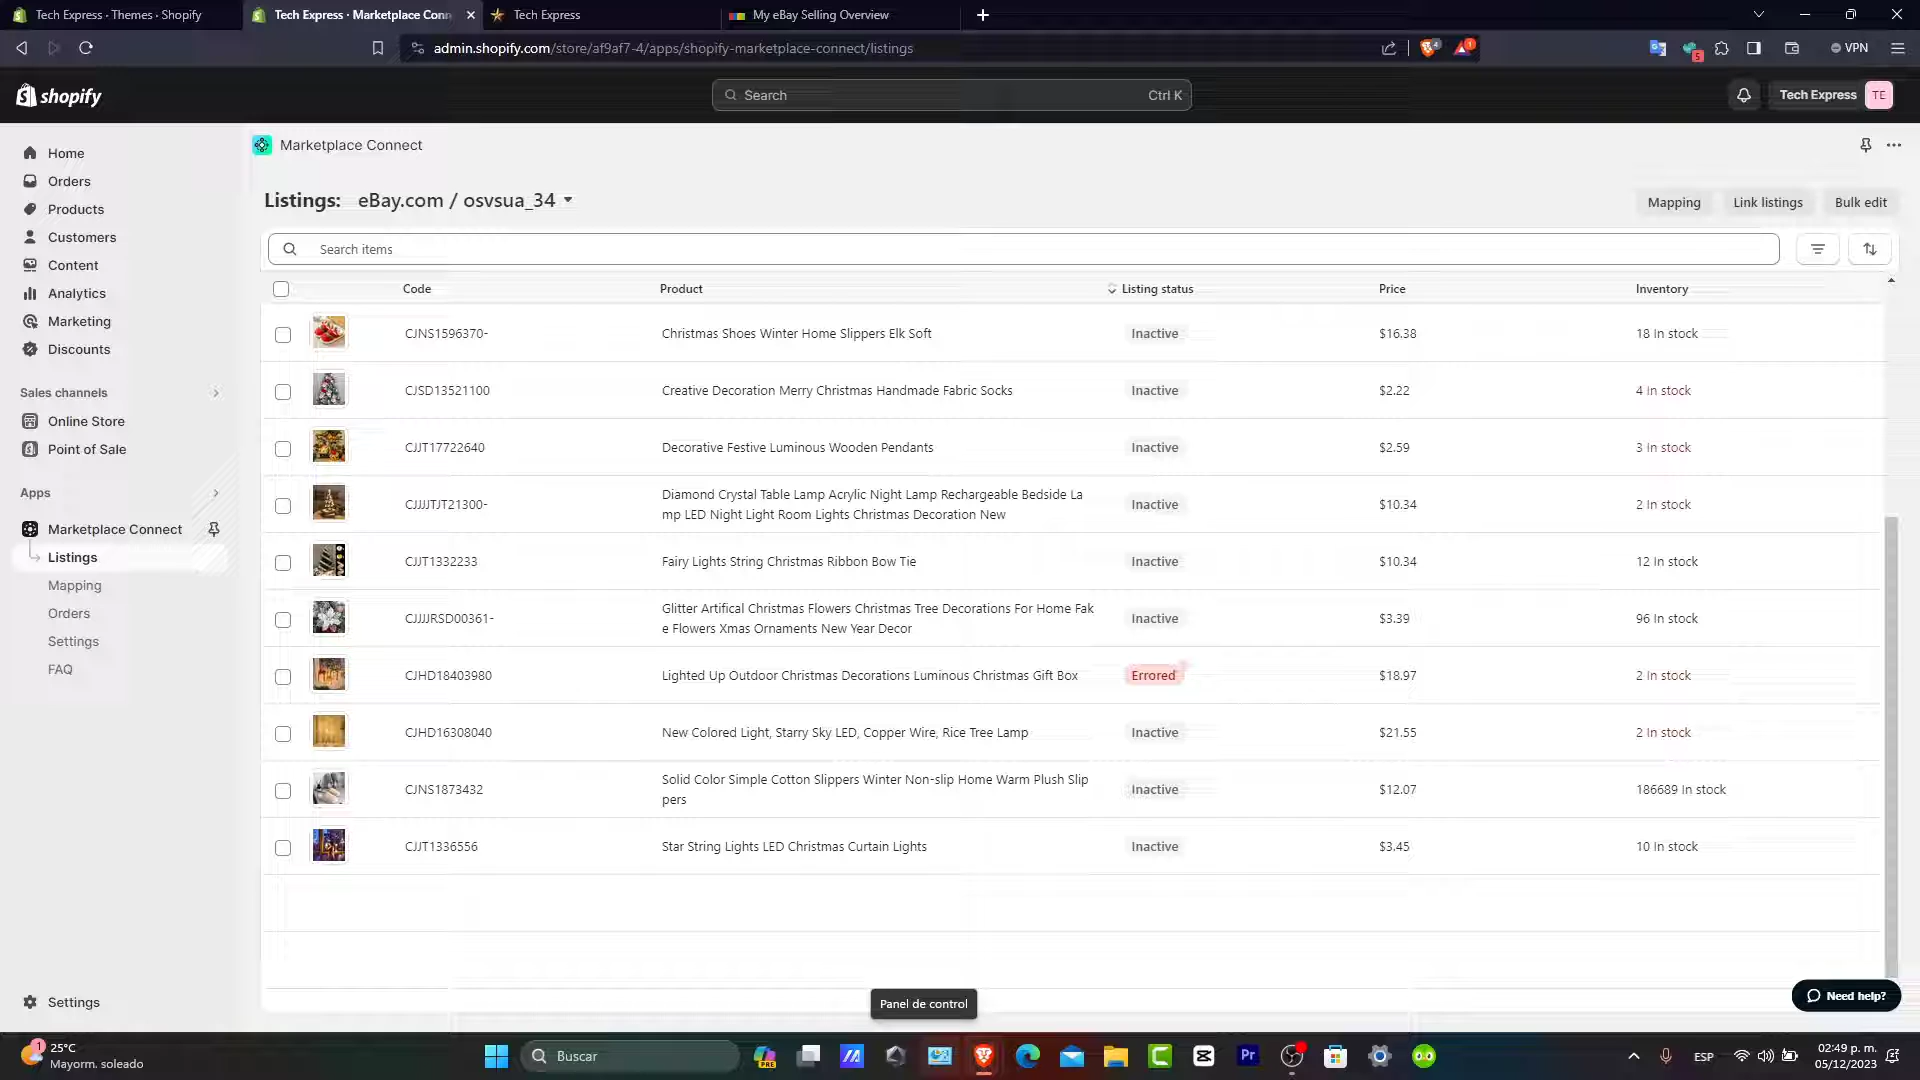 Tech Express · Themes · Shopify
Tech Express · Marketplace Conn
Tech Express
My eBay Selling Overview
admin.shopify.com/store/af9af7-4/apps/shopify-marketplace-connect/listings
4
1
5
VPN
shopify
Search
Ctrl K
Tech Express
TE
Home
Orders
Products
Customers
Content
Analytics
Marketing
Discounts
Sales channels
Online Store
Point of Sale
Apps
Marketplace Connect
Listings
Mapping
Orders
Settings
FAQ
Settings
Marketplace Connect
Listings: eBay.com / osvsua_34
Mapping
Link listings
Bulk edit
Search items
Code Product Listing status Price Inventory
CJNS1596370- Christmas Shoes Winter Home Slippers Elk Soft Inactive $16.38 18 In stock
CJSD13521100 Creative Decoration Merry Christmas Handmade Fabric Socks Inactive $2.22 4 In stock
CJJT17722640 Decorative Festive Luminous Wooden Pendants Inactive $2.59 3 In stock
Diamond Crystal Table Lamp Acrylic Night Lamp Rechargeable Bedside La
CJJJJTJT21300- mp LED Night Light Room Lights Christmas Decoration New Inactive $10.34 2 In stock
CJJT1332233 Fairy Lights String Christmas Ribbon Bow Tie Inactive $10.34 12 In stock
Glitter Artifical Christmas Flowers Christmas Tree Decorations For Home Fak
CJJJJRSD00361- e Flowers Xmas Ornaments New Year Decor Inactive $3.39 96 In stock
CJHD18403980 Lighted Up Outdoor Christmas Decorations Luminous Christmas Gift Box Errored $18.97 2 In stock
CJHD16308040 New Colored Light, Starry Sky LED, Copper Wire, Rice Tree Lamp Inactive $21.55 2 In stock
Solid Color Simple Cotton Slippers Winter Non-slip Home Warm Plush Slip
CJNS1873432 pers Inactive $12.07 186689 In stock
CJJT1336556 Star String Lights LED Christmas Curtain Lights Inactive $3.45 10 In stock
Need help?
Panel de control
1
25°C
Mayorm. soleado
Buscar
PRE
Pr
ESP
02:49 p. m.
05/12/2023